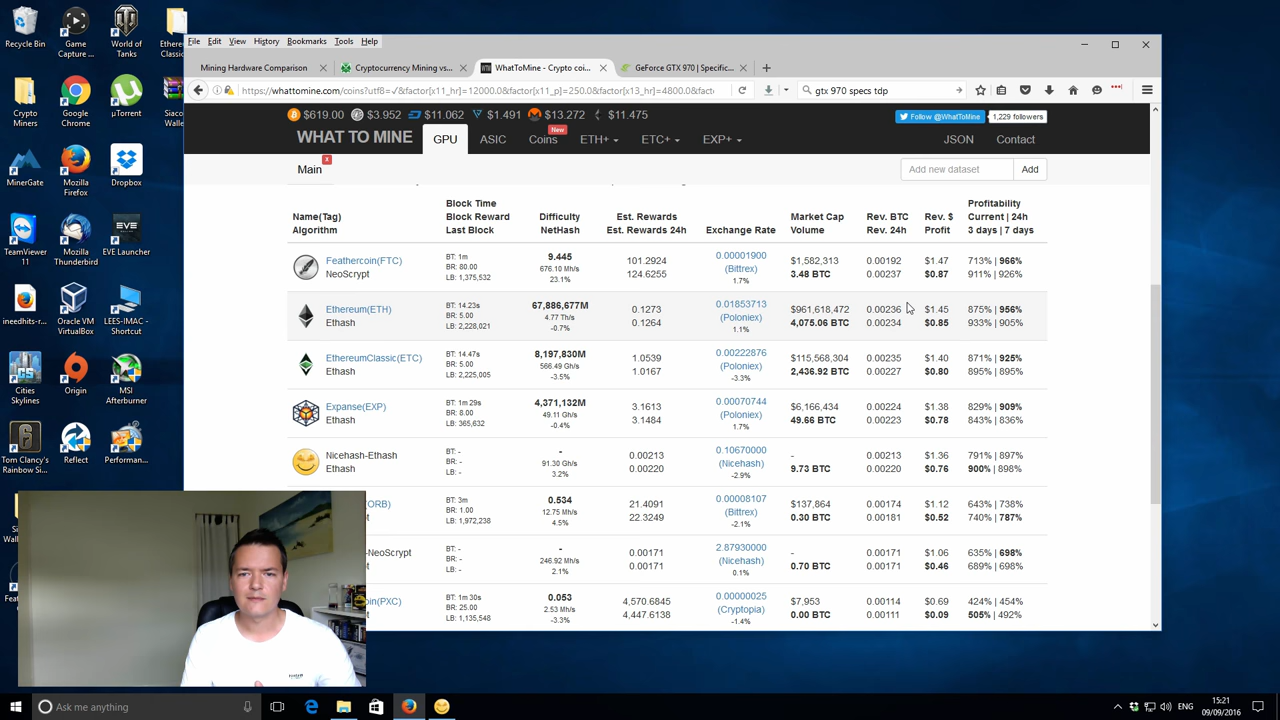 File Edit View History Bookmarks Tools Help
Mining Hardware Comparison
Cryptocurrency Mining vs...
WhatToMine - Crypto coi...
GeForce GTX 970 | Specific...
https://whattomine.com/coins?utf8=✓&factor[x11_hr]=12000.0&factor[x11_p]=250.0&factor[x13_hr]=4800.0&factor
gtx 970 specs tdp
$619.00 $3.952 $11.062 $1.491 $13.272 $11.475
Follow @WhatToMine 1,229 followers
WHAT TO MINE GPU ASIC Coins New ETH+ ETC+ EXP+ JSON Contact
Main x Add new dataset Add
Name(Tag)
Algorithm
Block Time
Block Reward
Last Block
Difficulty
NetHash
Est. Rewards
Est. Rewards 24h
Exchange Rate
Market Cap
Volume
Rev. BTC
Rev. 24h
Rev. $
Profit
Profitability
Current | 24h
3 days | 7 days
Feathercoin(FTC)
NeoScrypt
BT: 1m
BR: 80.00
LB: 1,375,532
9.445
676.10 Mh/s
23.1%
101.2924
124.6255
0.00001900
(Bittrex)
1.7%
$1,582,313
3.48 BTC
0.00192
0.00237
$1.47
$0.87
713% | 966%
911% | 926%
Ethereum(ETH)
Ethash
BT: 14.23s
BR: 5.00
LB: 2,228,021
67,886,677M
4.77 Th/s
-0.7%
0.1273
0.1264
0.01853713
(Poloniex)
1.1%
$961,618,472
4,075.06 BTC
0.00236
0.00234
$1.45
$0.85
875% | 956%
933% | 905%
EthereumClassic(ETC)
Ethash
BT: 14.47s
BR: 5.00
LB: 2,225,005
8,197,830M
566.49 Gh/s
-3.5%
1.0539
1.0167
0.00222876
(Poloniex)
-3.3%
$115,568,304
2,436.92 BTC
0.00235
0.00227
$1.40
$0.80
871% | 925%
895% | 895%
Expanse(EXP)
Ethash
BT: 1m 29s
BR: 8.00
LB: 365,632
4,371,132M
49.11 Gh/s
-0.4%
3.1613
3.1484
0.00070744
(Poloniex)
1.7%
$6,166,434
49.66 BTC
0.00224
0.00223
$1.38
$0.78
829% | 909%
843% | 836%
Nicehash-Ethash
Ethash
BT: -
BR: -
LB: -
-
91.30 Gh/s
3.2%
0.00213
0.00220
0.10670000
(Nicehash)
-2.9%
-
9.73 BTC
0.00213
0.00220
$1.36
$0.76
791% | 897%
900% | 898%
(ORB)
BT: 3m
BR: 1.00
LB: 1,972,238
0.534
12.75 Mh/s
4.5%
21.4091
22.3249
0.00008107
(Bittrex)
-2.1%
$137,864
0.30 BTC
0.00174
0.00181
$1.12
$0.52
643% | 738%
740% | 787%
-NeoScrypt
BT: -
BR: -
LB: -
-
246.92 Mh/s
2.1%
0.00171
0.00171
2.87930000
(Nicehash)
0.1%
-
0.70 BTC
0.00171
0.00171
$1.06
$0.46
635% | 698%
689% | 698%
(PXC)
BT: 1m 30s
BR: 25.00
LB: 1,135,548
0.053
2.53 Mh/s
-3.3%
4,570.6845
4,447.6138
0.00000025
(Cryptopia)
-1.4%
$7,953
0.00 BTC
0.00114
0.00111
$0.69
$0.09
424% | 454%
505% | 492%
Recycle Bin
Game
Capture ...
World of
Tanks
Classic
Crypto
Miners
Google
Chrome
uTorrent
MinerGate
Mozilla
Firefox
Dropbox
TeamViewer
11
Mozilla
Thunderbird
EVE Launcher
needhits-r...
Oracle VM
VirtualBox
LEES-IMAC -
Shortcut
Cities
Skylines
Origin
MSI
Afterburner
Tom Clancy's
Rainbow Si...
Reflect
Performan...
Ask me anything
15:21
09/09/2016